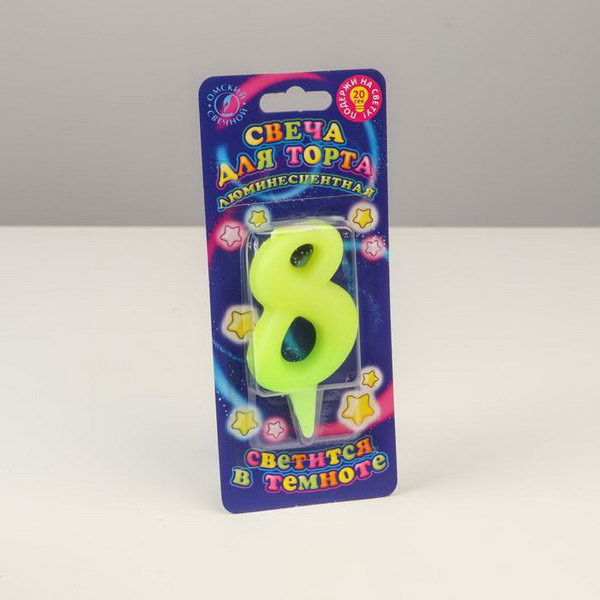 ОМСКИЙ
СВЕЧНОЙ
ПОДЕРЖИ НА СВЕТУ!
20
СЕК
СВЕЧА
ДЛЯ ТОРТА
ЛЮМИНЕСЦЕНТНАЯ
8
светится
в темноте